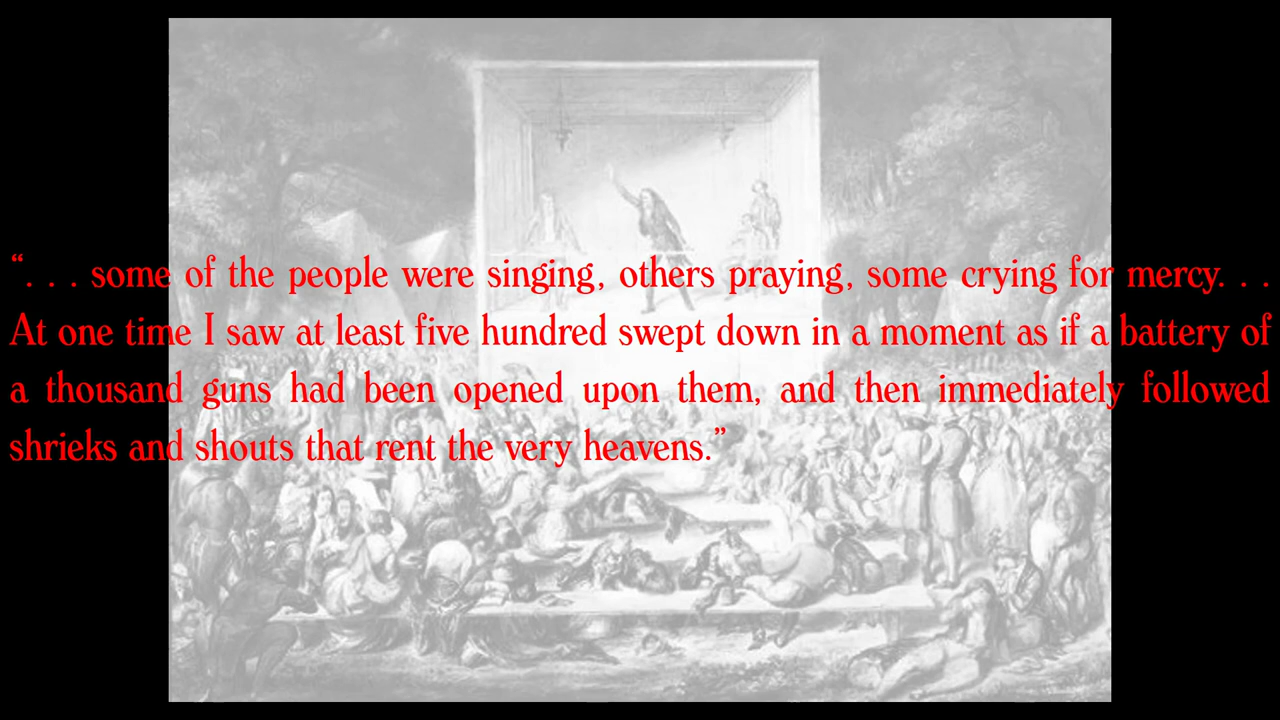 “. . . some of the people were singing, others praying, some crying for mercy. . .
At one time I saw at least five hundred swept down in a moment as if a battery of
a thousand guns had been opened upon them, and then immediately followed
shrieks and shouts that rent the very heavens.”